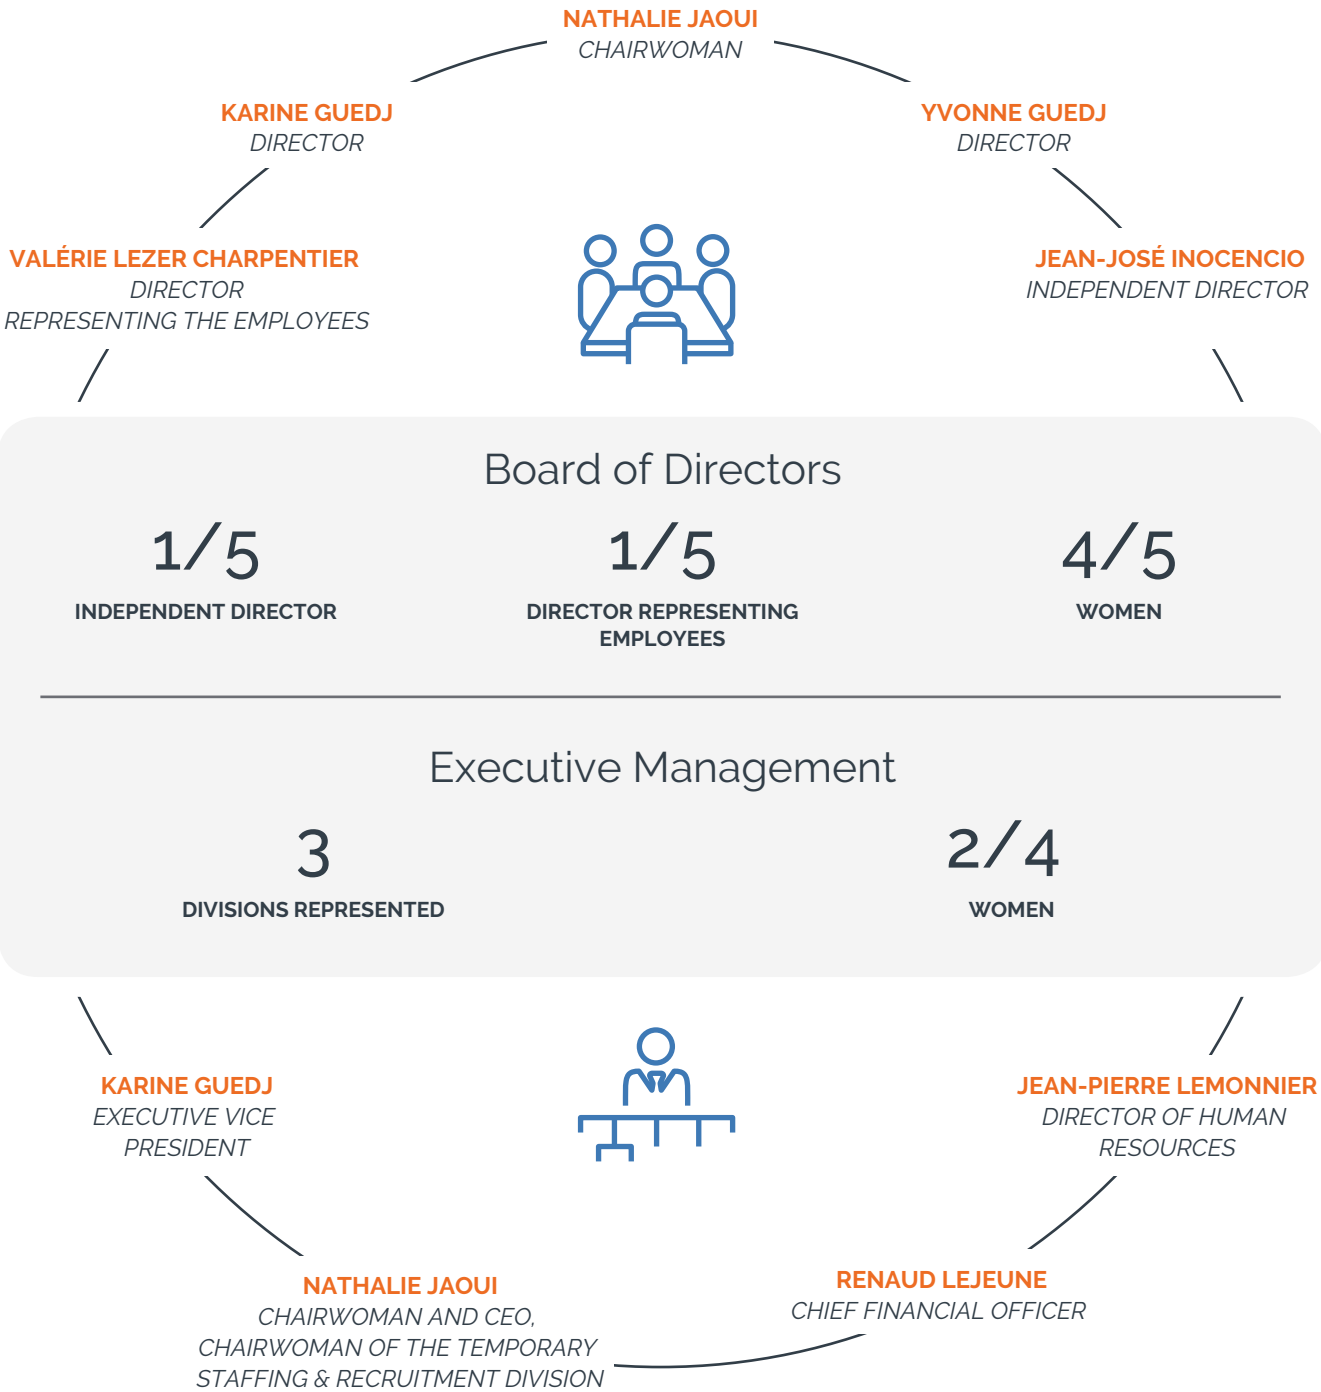 NATHALIE JAOUI
CHAIRWOMAN
KARINE GUEDJ
DIRECTOR
YVONNE GUEDJ
DIRECTOR
VALÉRIE LEZER CHARPENTIER
DIRECTOR
REPRESENTING THE EMPLOYEES
JEAN-JOSÉ INOCENCIO
INDEPENDENT DIRECTOR
Board of Directors
1/5
INDEPENDENT DIRECTOR
1/5
DIRECTOR REPRESENTING
EMPLOYEES
4/5
WOMEN
Executive Management
3
DIVISIONS REPRESENTED
2/4
WOMEN
KARINE GUEDJ
EXECUTIVE VICE
PRESIDENT
JEAN-PIERRE LEMONNIER
DIRECTOR OF HUMAN
RESOURCES
NATHALIE JAOUI
CHAIRWOMAN AND CEO,
CHAIRWOMAN OF THE TEMPORARY
STAFFING & RECRUITMENT DIVISION
RENAUD LEJEUNE
CHIEF FINANCIAL OFFICER